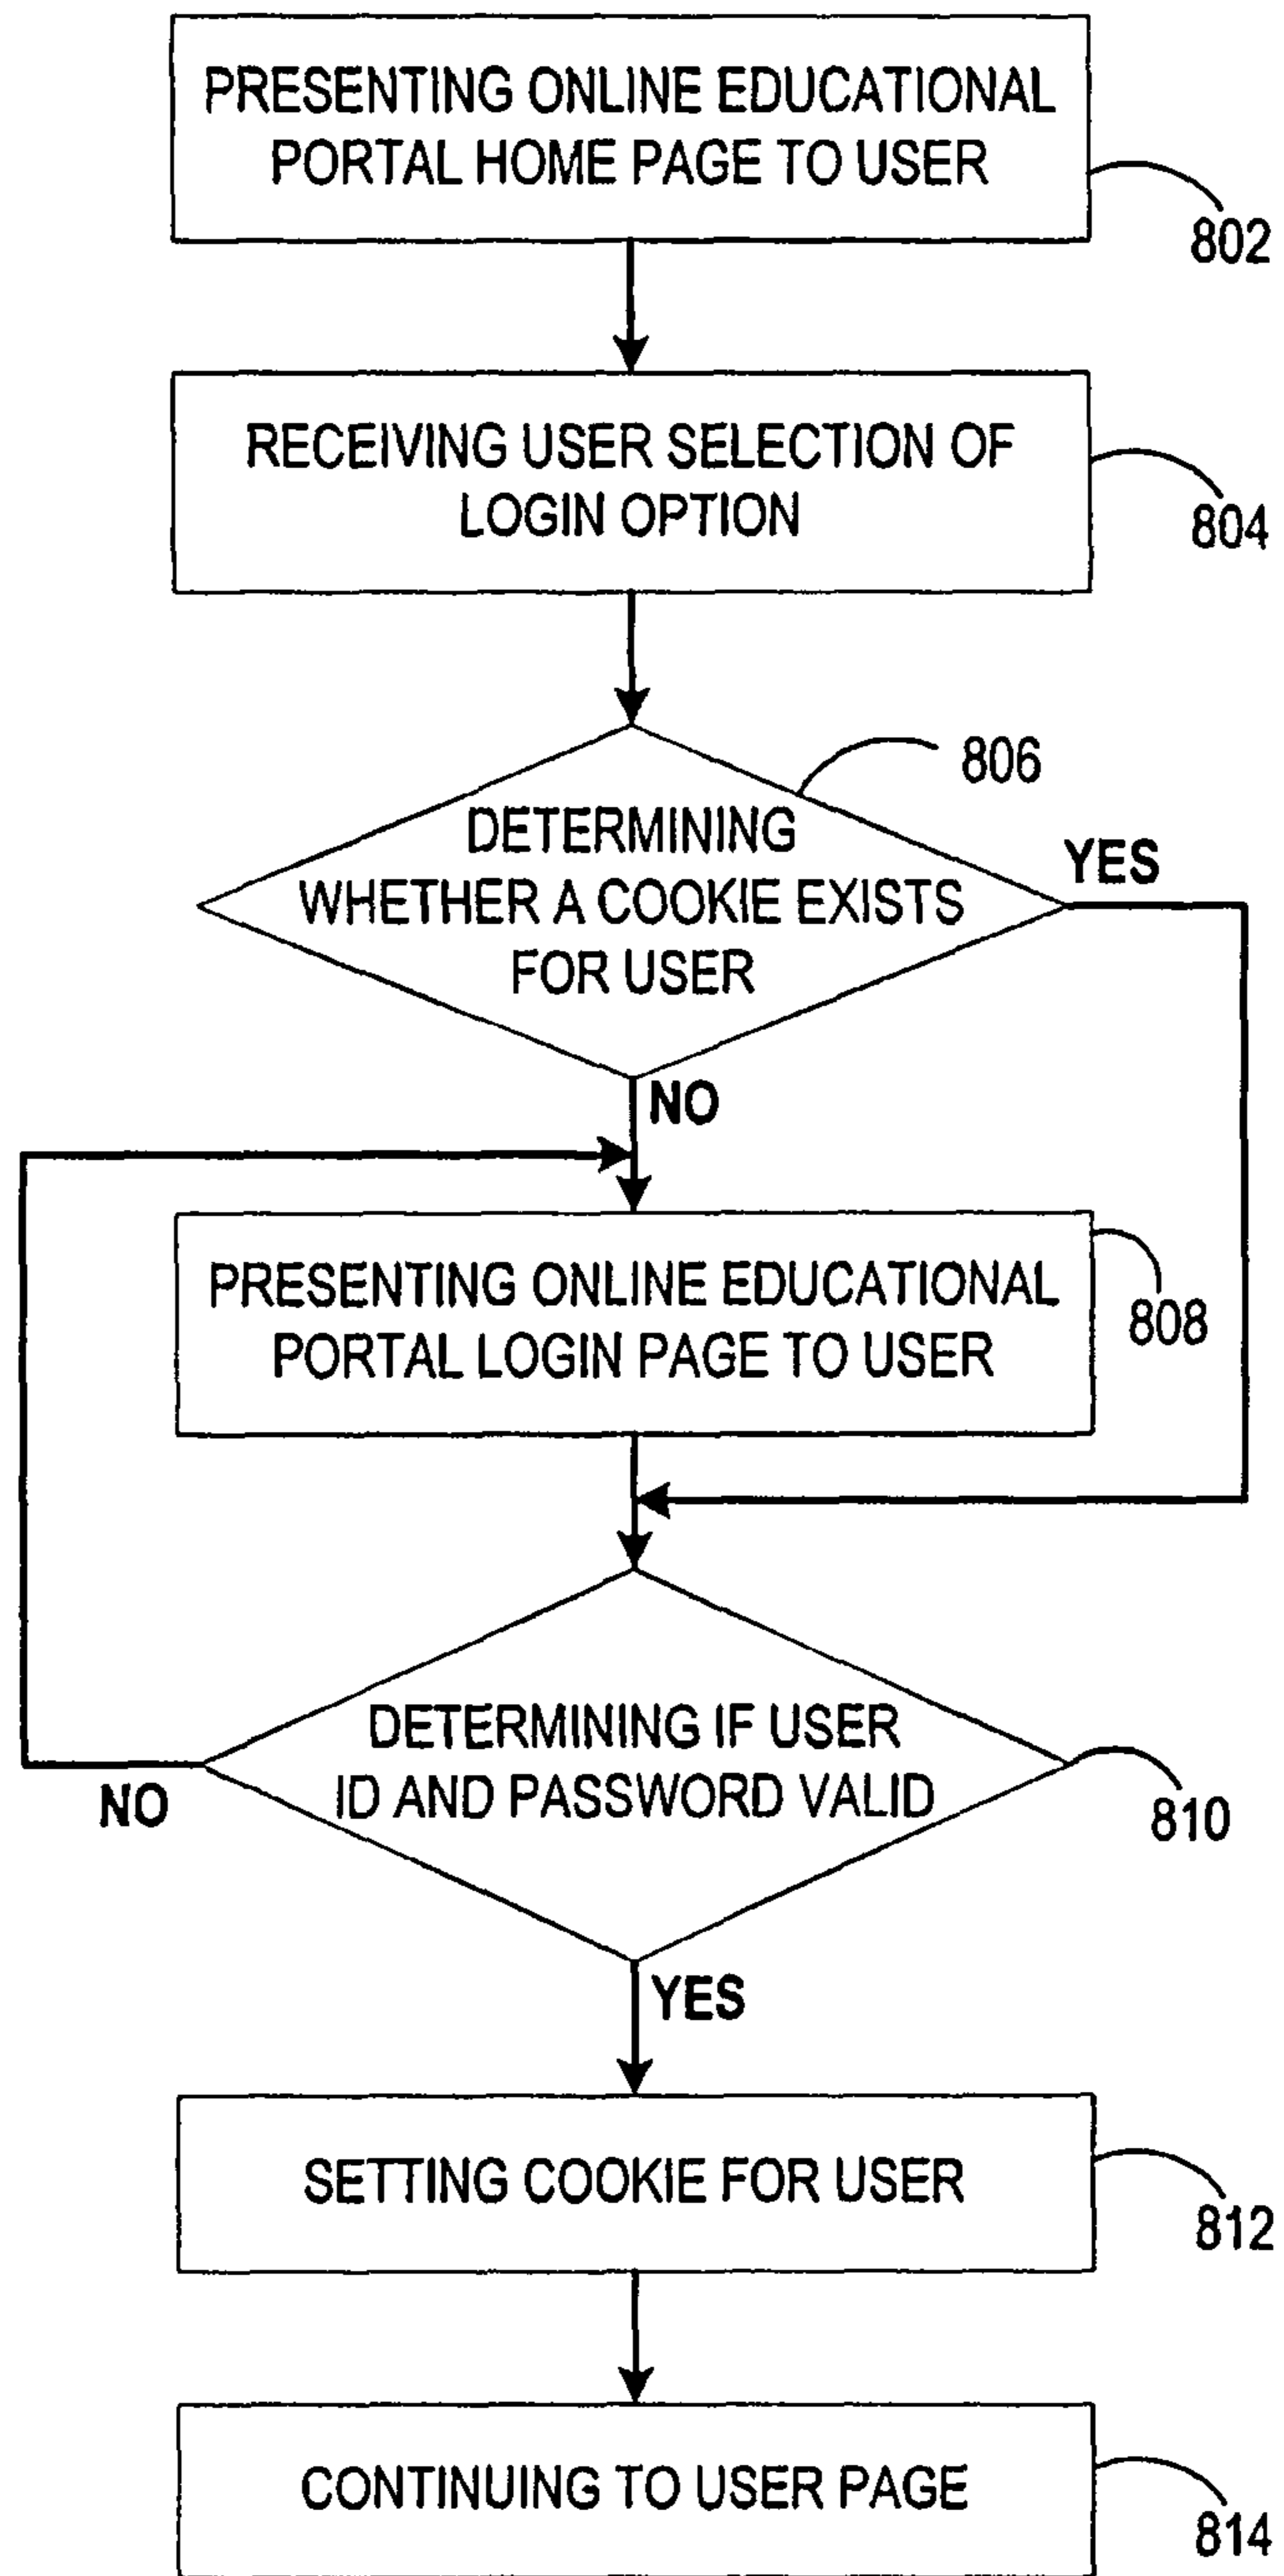 PRESENTING ONLINE EDUCATIONAL
PORTAL HOME PAGE TO USER
802
RECEIVING USER SELECTION OF
LOGIN OPTION
804
806
DETERMINING
WHETHER A COOKIE EXISTS
FOR USER
YES
NO
PRESENTING ONLINE EDUCATIONAL
PORTAL LOGIN PAGE TO USER
808
DETERMINING IF USER
ID AND PASSWORD VALID
NO
810
YES
SETTING COOKIE FOR USER
812
CONTINUING TO USER PAGE
814